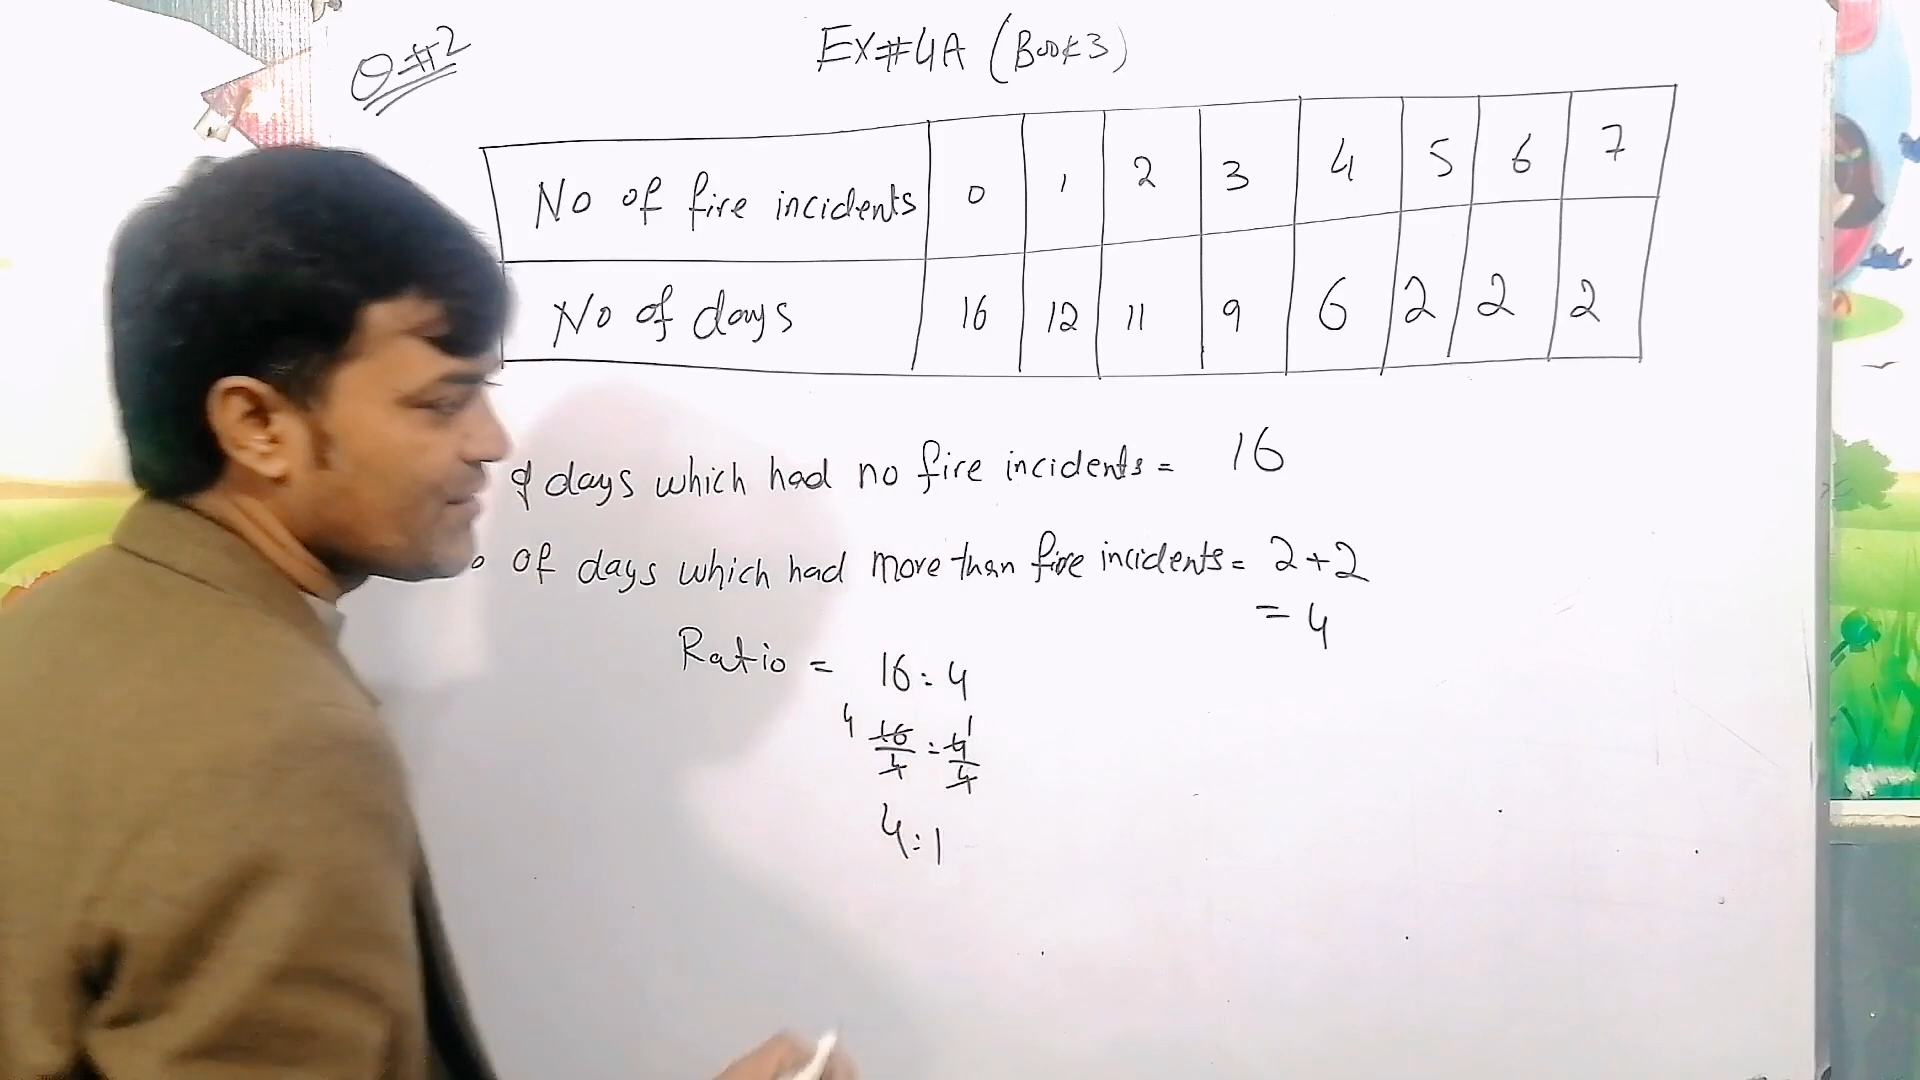 Q#2
EX#4A (Book 3)
No of fire incidents 0 1 2 3 4 5 6 7
No of days 16 12 11 9 6 2 2 2
of days which had no fire incidents = 16
of days which had more than five incidents = 2+2
= 4
Ratio = 16:4
4 16/4 : 4/4 1
4:1